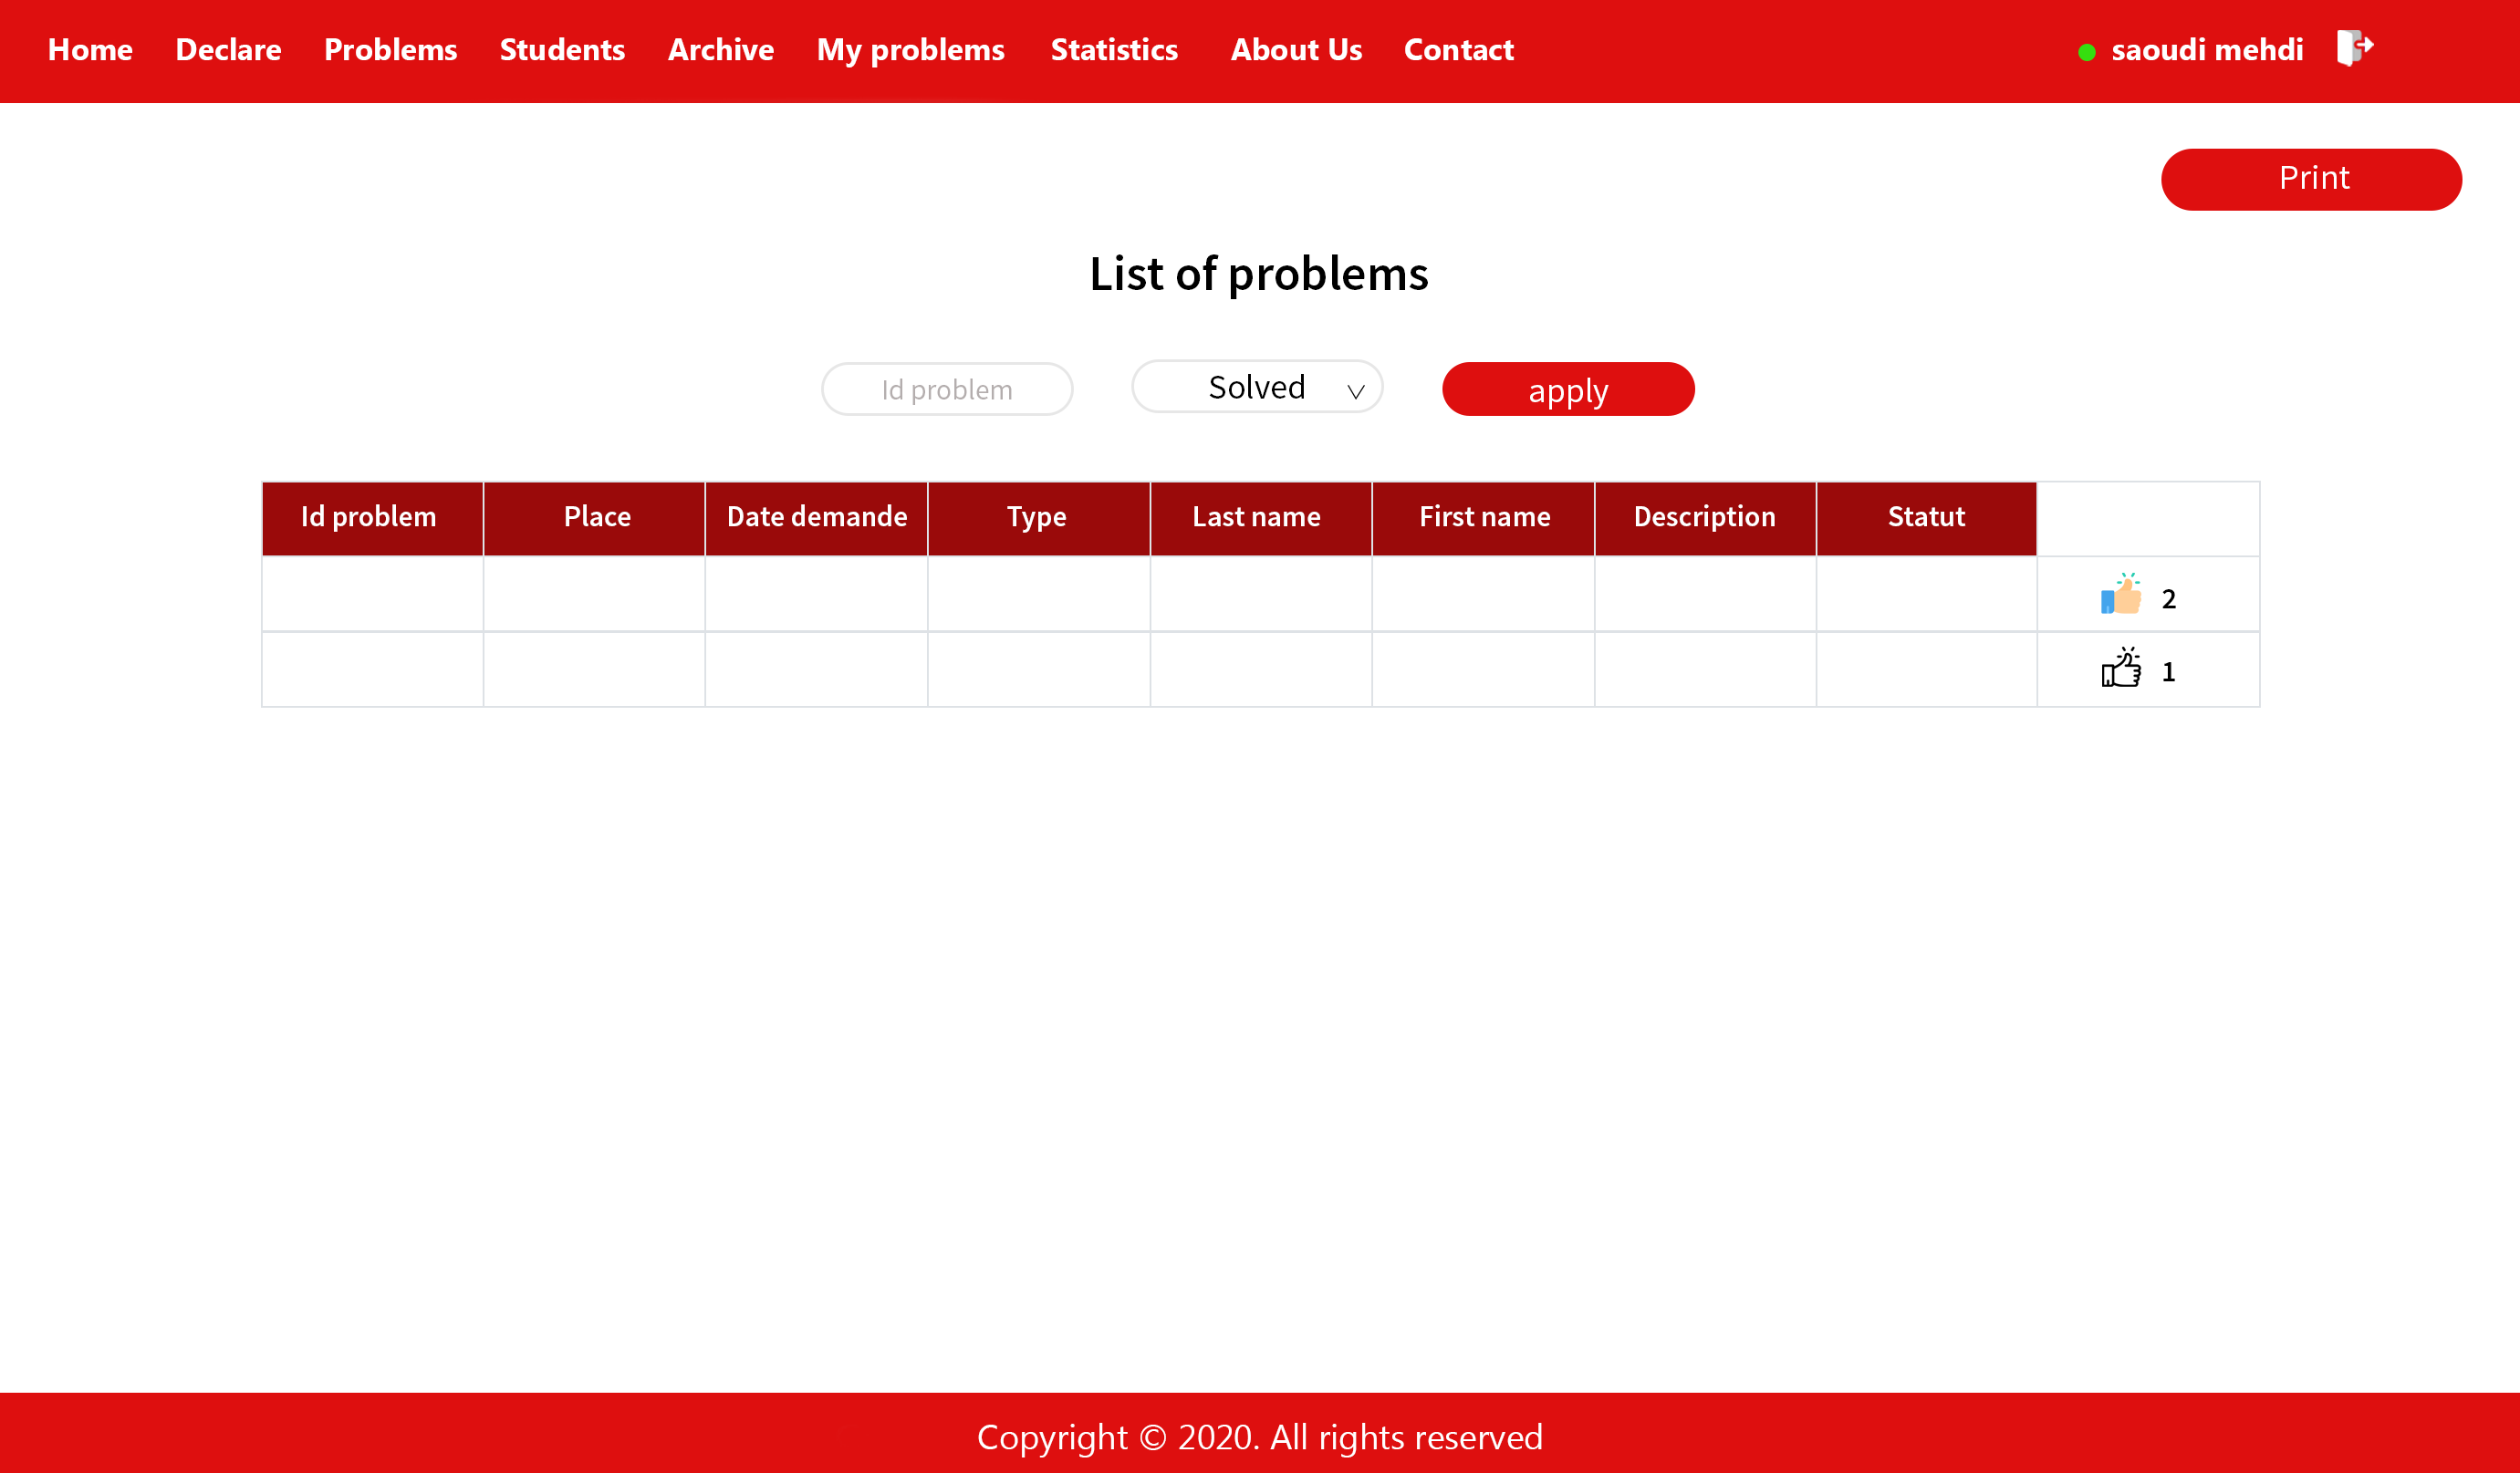 Home Declare Problems Students Archive My problems Statistics About Us Contact saoudi mehdi
Print
List of problems
Id problem Solved apply
Id problem Place Date demande Type Last name First name Description Statut
2
1
Copyright © 2020. All rights reserved